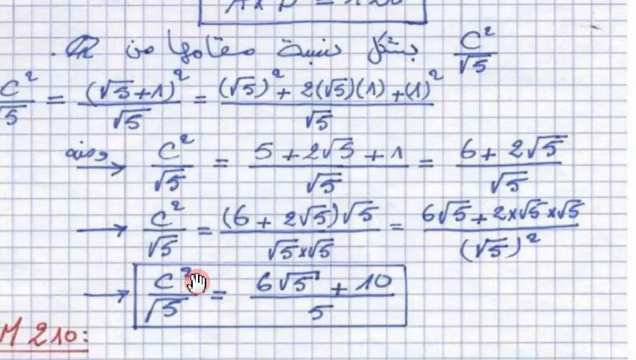 A × B = 120
C²/√5 بشكل نسبة مقامها من
C²/√5 = (√5+1)²/√5 = ((√5)² + 2(√5)(1) + (1)²)/√5
ومنه → C²/√5 = (5 + 2√5 + 1)/√5 = (6 + 2√5)/√5
→ C²/√5 = ((6 + 2√5)√5)/(√5×√5) = (6√5 + 2×√5×√5)/(√5)²
→ C²/√5 = (6√5 + 10)/5
M 210: